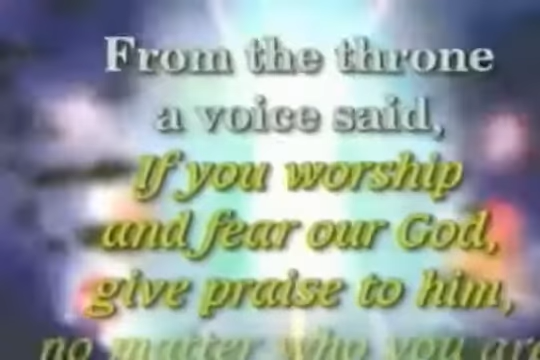 From the throne
a voice said,
If you worship
and fear our God,
give praise to him,
no matter who you are